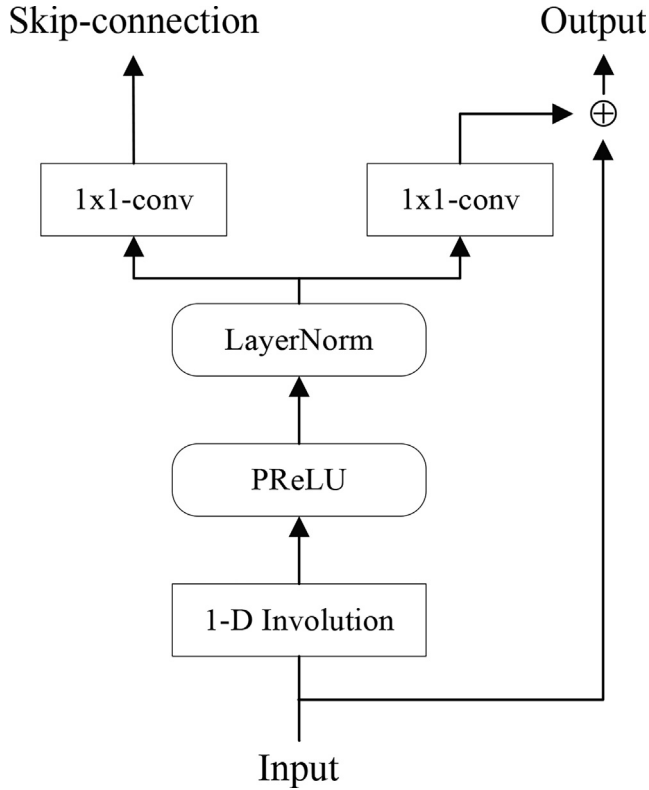 Skip-connection
Output
1x1-conv
1x1-conv
LayerNorm
PReLU
1-D Involution
Input